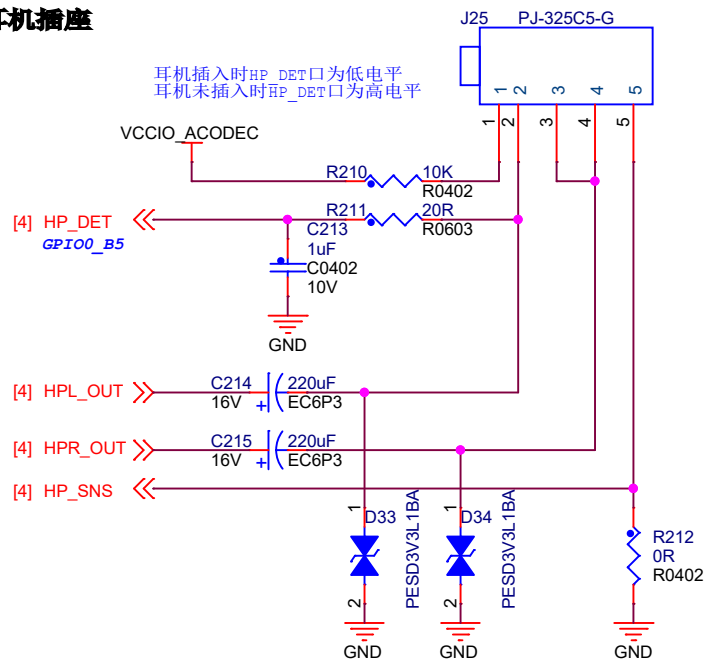 耳机插座
J25 PJ-325C5-G
耳机插入时HP_DET口为低电平
耳机未插入时HP_DET口为高电平
1 2 3 4 5
1 2 3 4 5
VCCIO_ACODEC
R210 10K
R0402
[4] HP_DET
GPIO0_B5
R211 20R
R0603
C213
1uF
C0402
10V
GND
[4] HPL_OUT
C214 220uF
16V + EC6P3
[4] HPR_OUT
C215 220uF
16V + EC6P3
[4] HP_SNS
1 D33 PESD3V3L1BA 2
1 D34 PESD3V3L1BA 2
R212
0R
R0402
GND GND GND